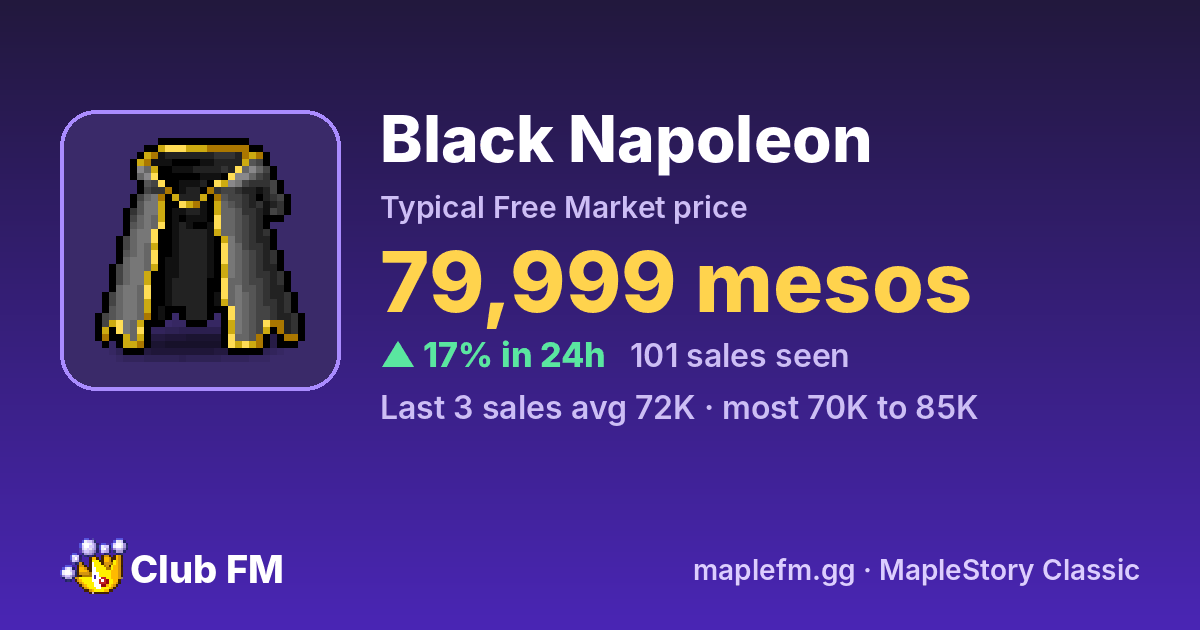 Black Napoleon
Typical Free Market price
79,999 mesos
▲ 17% in 24h 101 sales seen
Last 3 sales avg 72K · most 70K to 85K
Club FM
maplefm.gg · MapleStory Classic